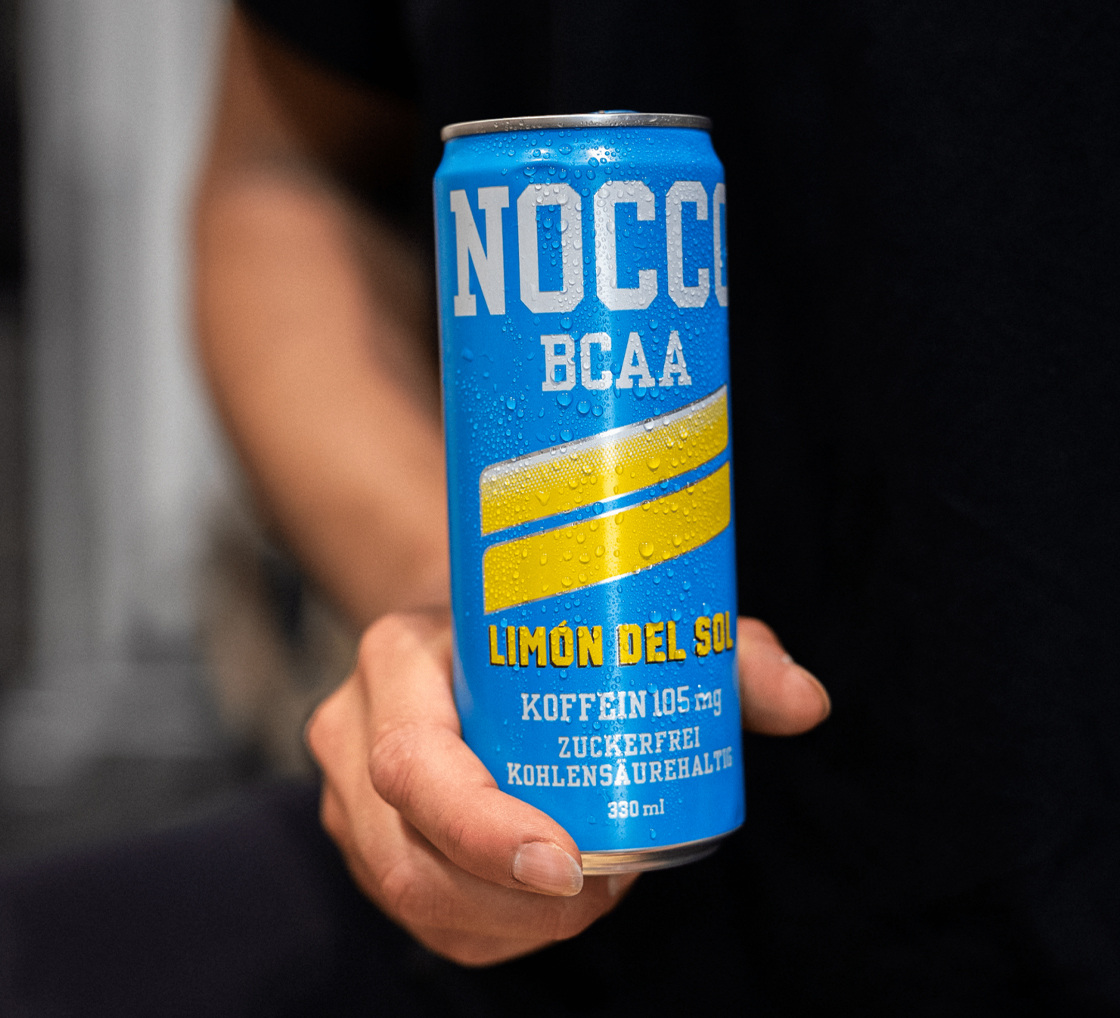 NOCCO
BCAA
LIMÓN DEL SOL
KOFFEIN 105 mg
ZUCKERFREI
KOHLENSÄUREHALTIG
330 ml